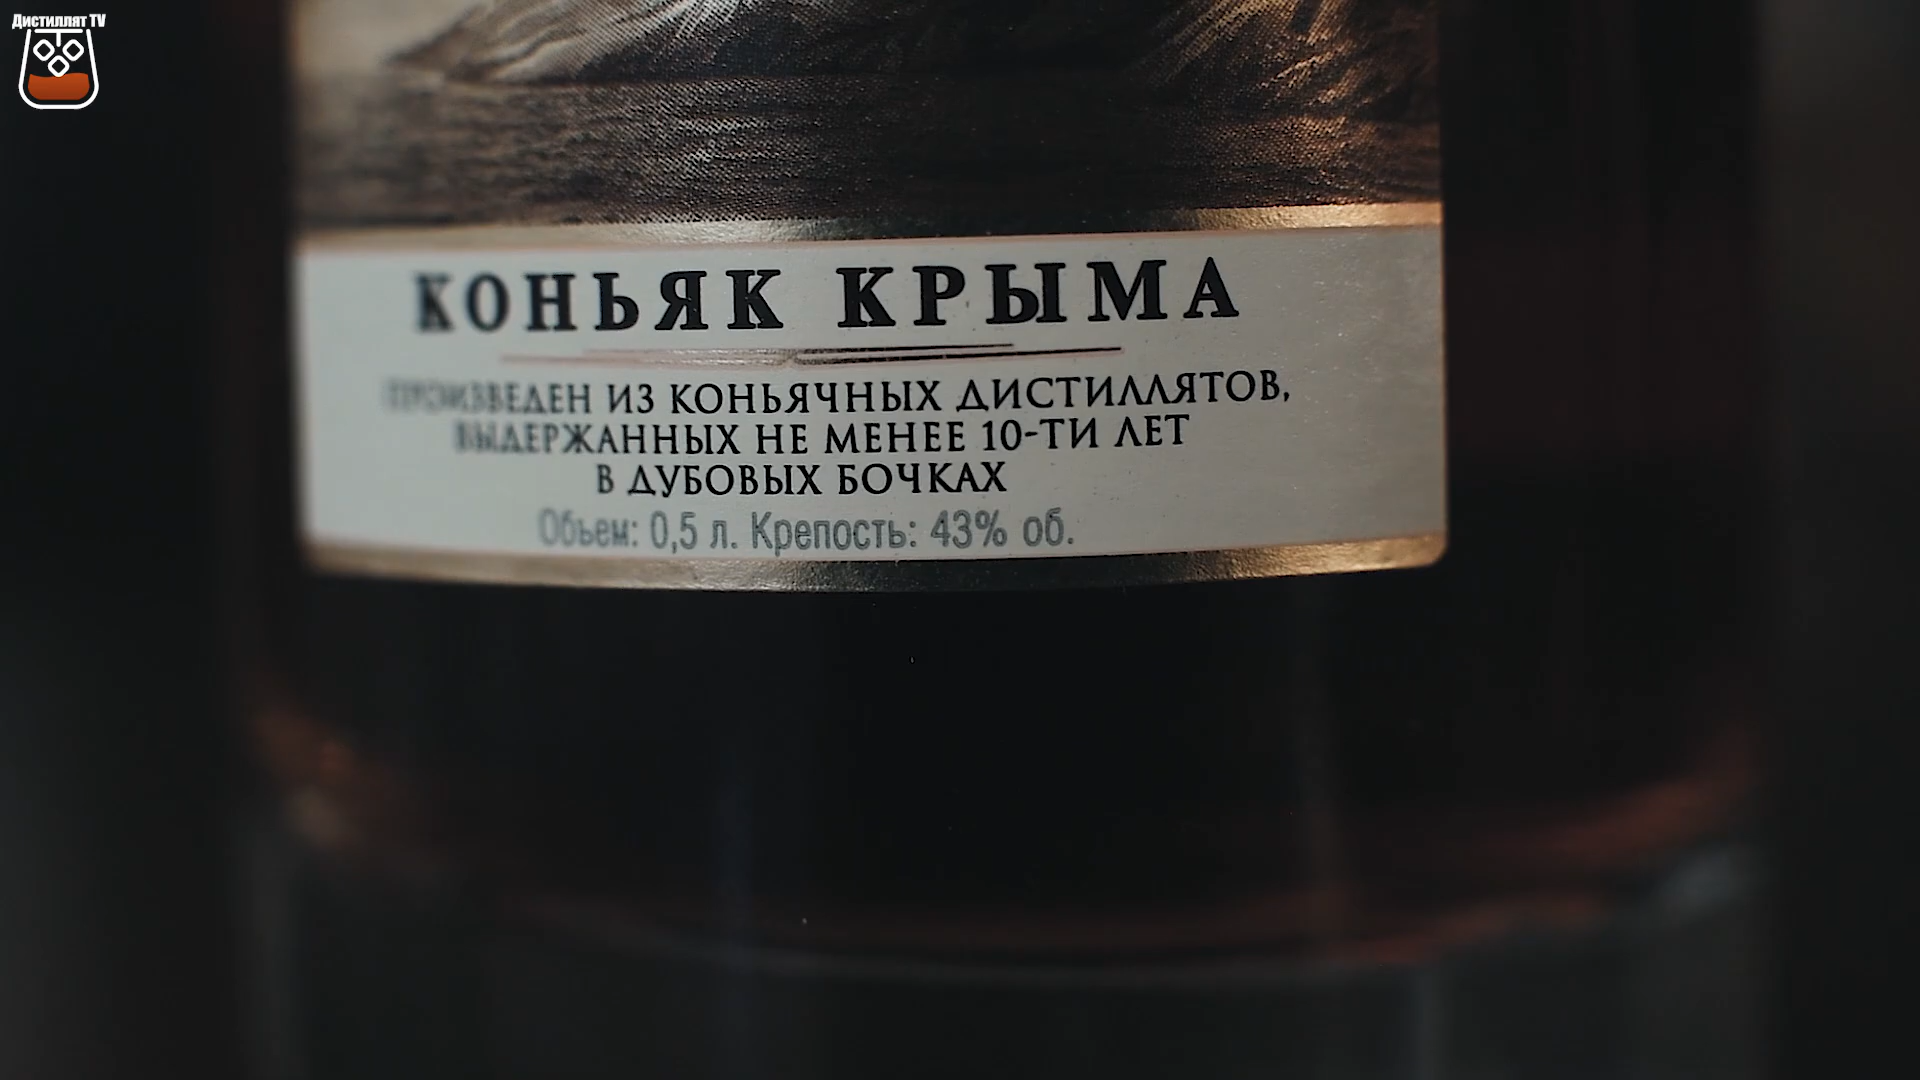 Дистиллят TV
КОНЬЯК КРЫМА
ПРОИЗВЕДЕН ИЗ КОНЬЯЧНЫХ ДИСТИЛЛЯТОВ,
ВЫДЕРЖАННЫХ НЕ МЕНЕЕ 10-ТИ ЛЕТ
В ДУБОВЫХ БОЧКАХ
Объем: 0,5 л. Крепость: 43% об.